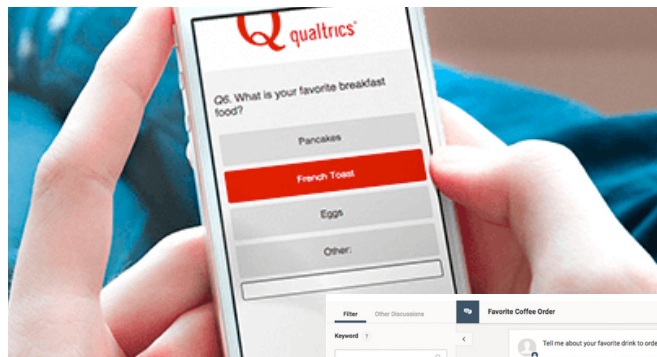 Q qualtrics
Q6. What is your favorite breakfast
food?
Pancakes
French Toast
Eggs
Other:
Filter Other Discussions
Favorite Coffee Order
Keyword ?
Tell me about your favorite drink to orde